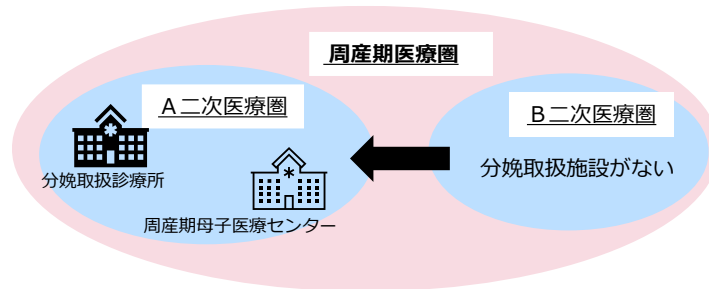 周産期医療圏
A二次医療圏
B二次医療圏
分娩取扱施設がない
分娩取扱診療所
周産期母子医療センター